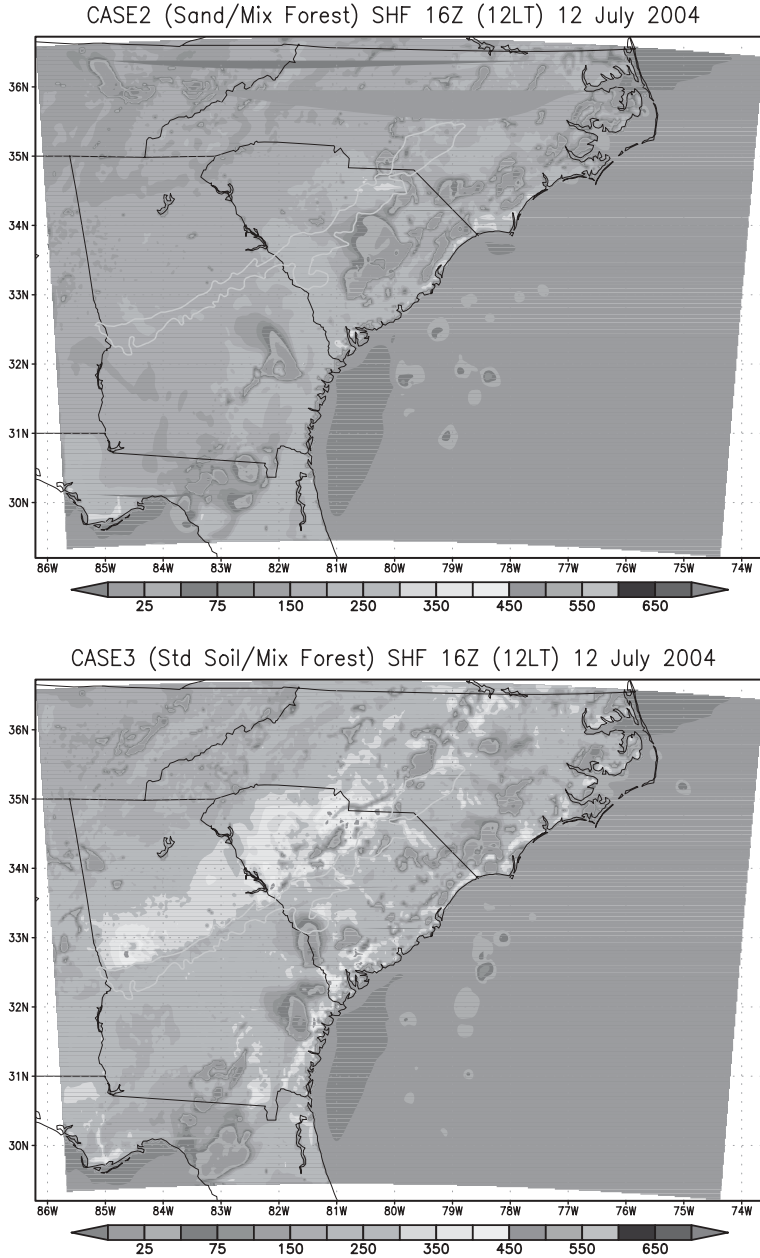 CASE2 (Sand/Mix Forest) SHF 16Z (12LT) 12 July 2004
36N
35N
34N
33N
32N
31N
30N
86W 85W 84W 83W 82W 81W 80W 79W 78W 77W 76W 75W 74W
25 75 150 250 350 450 550 650
CASE3 (Std Soil/Mix Forest) SHF 16Z (12LT) 12 July 2004
36N
35N
34N
33N
32N
31N
30N
86W 85W 84W 83W 82W 81W 80W 79W 78W 77W 76W 75W 74W
25 75 150 250 350 450 550 650